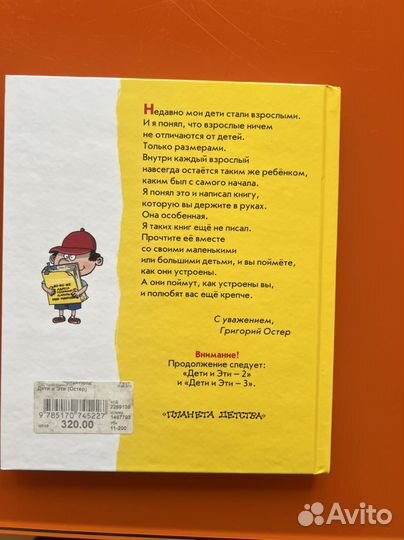 Недавно мои дети стали взрослыми.
И я понял, что взрослые ничем
не отличаются от детей.
Только размерами.
Внутри каждый взрослый
навсегда остаётся таким же ребёнком,
каким был с самого начала.
Я понял это и написал книгу,
которую вы держите в руках.
Она особенная.
Я таких книг ещё не писал.
Прочтите её вместе
со своими маленькими
или большими детьми, и вы поймёте,
как они устроены.
А они поймут, как устроены вы,
и полюбят вас ещё крепче.
С уважением,
Григорий Остер
Внимание!
Продолжение следует:
«Дети и Эти – 2»
и «Дети и Эти – 3».
«ПЛАНЕТА ДЕТСТВА»
Дети и Эти (Остер)
9 785170 745227
320.00
11-200
Avito